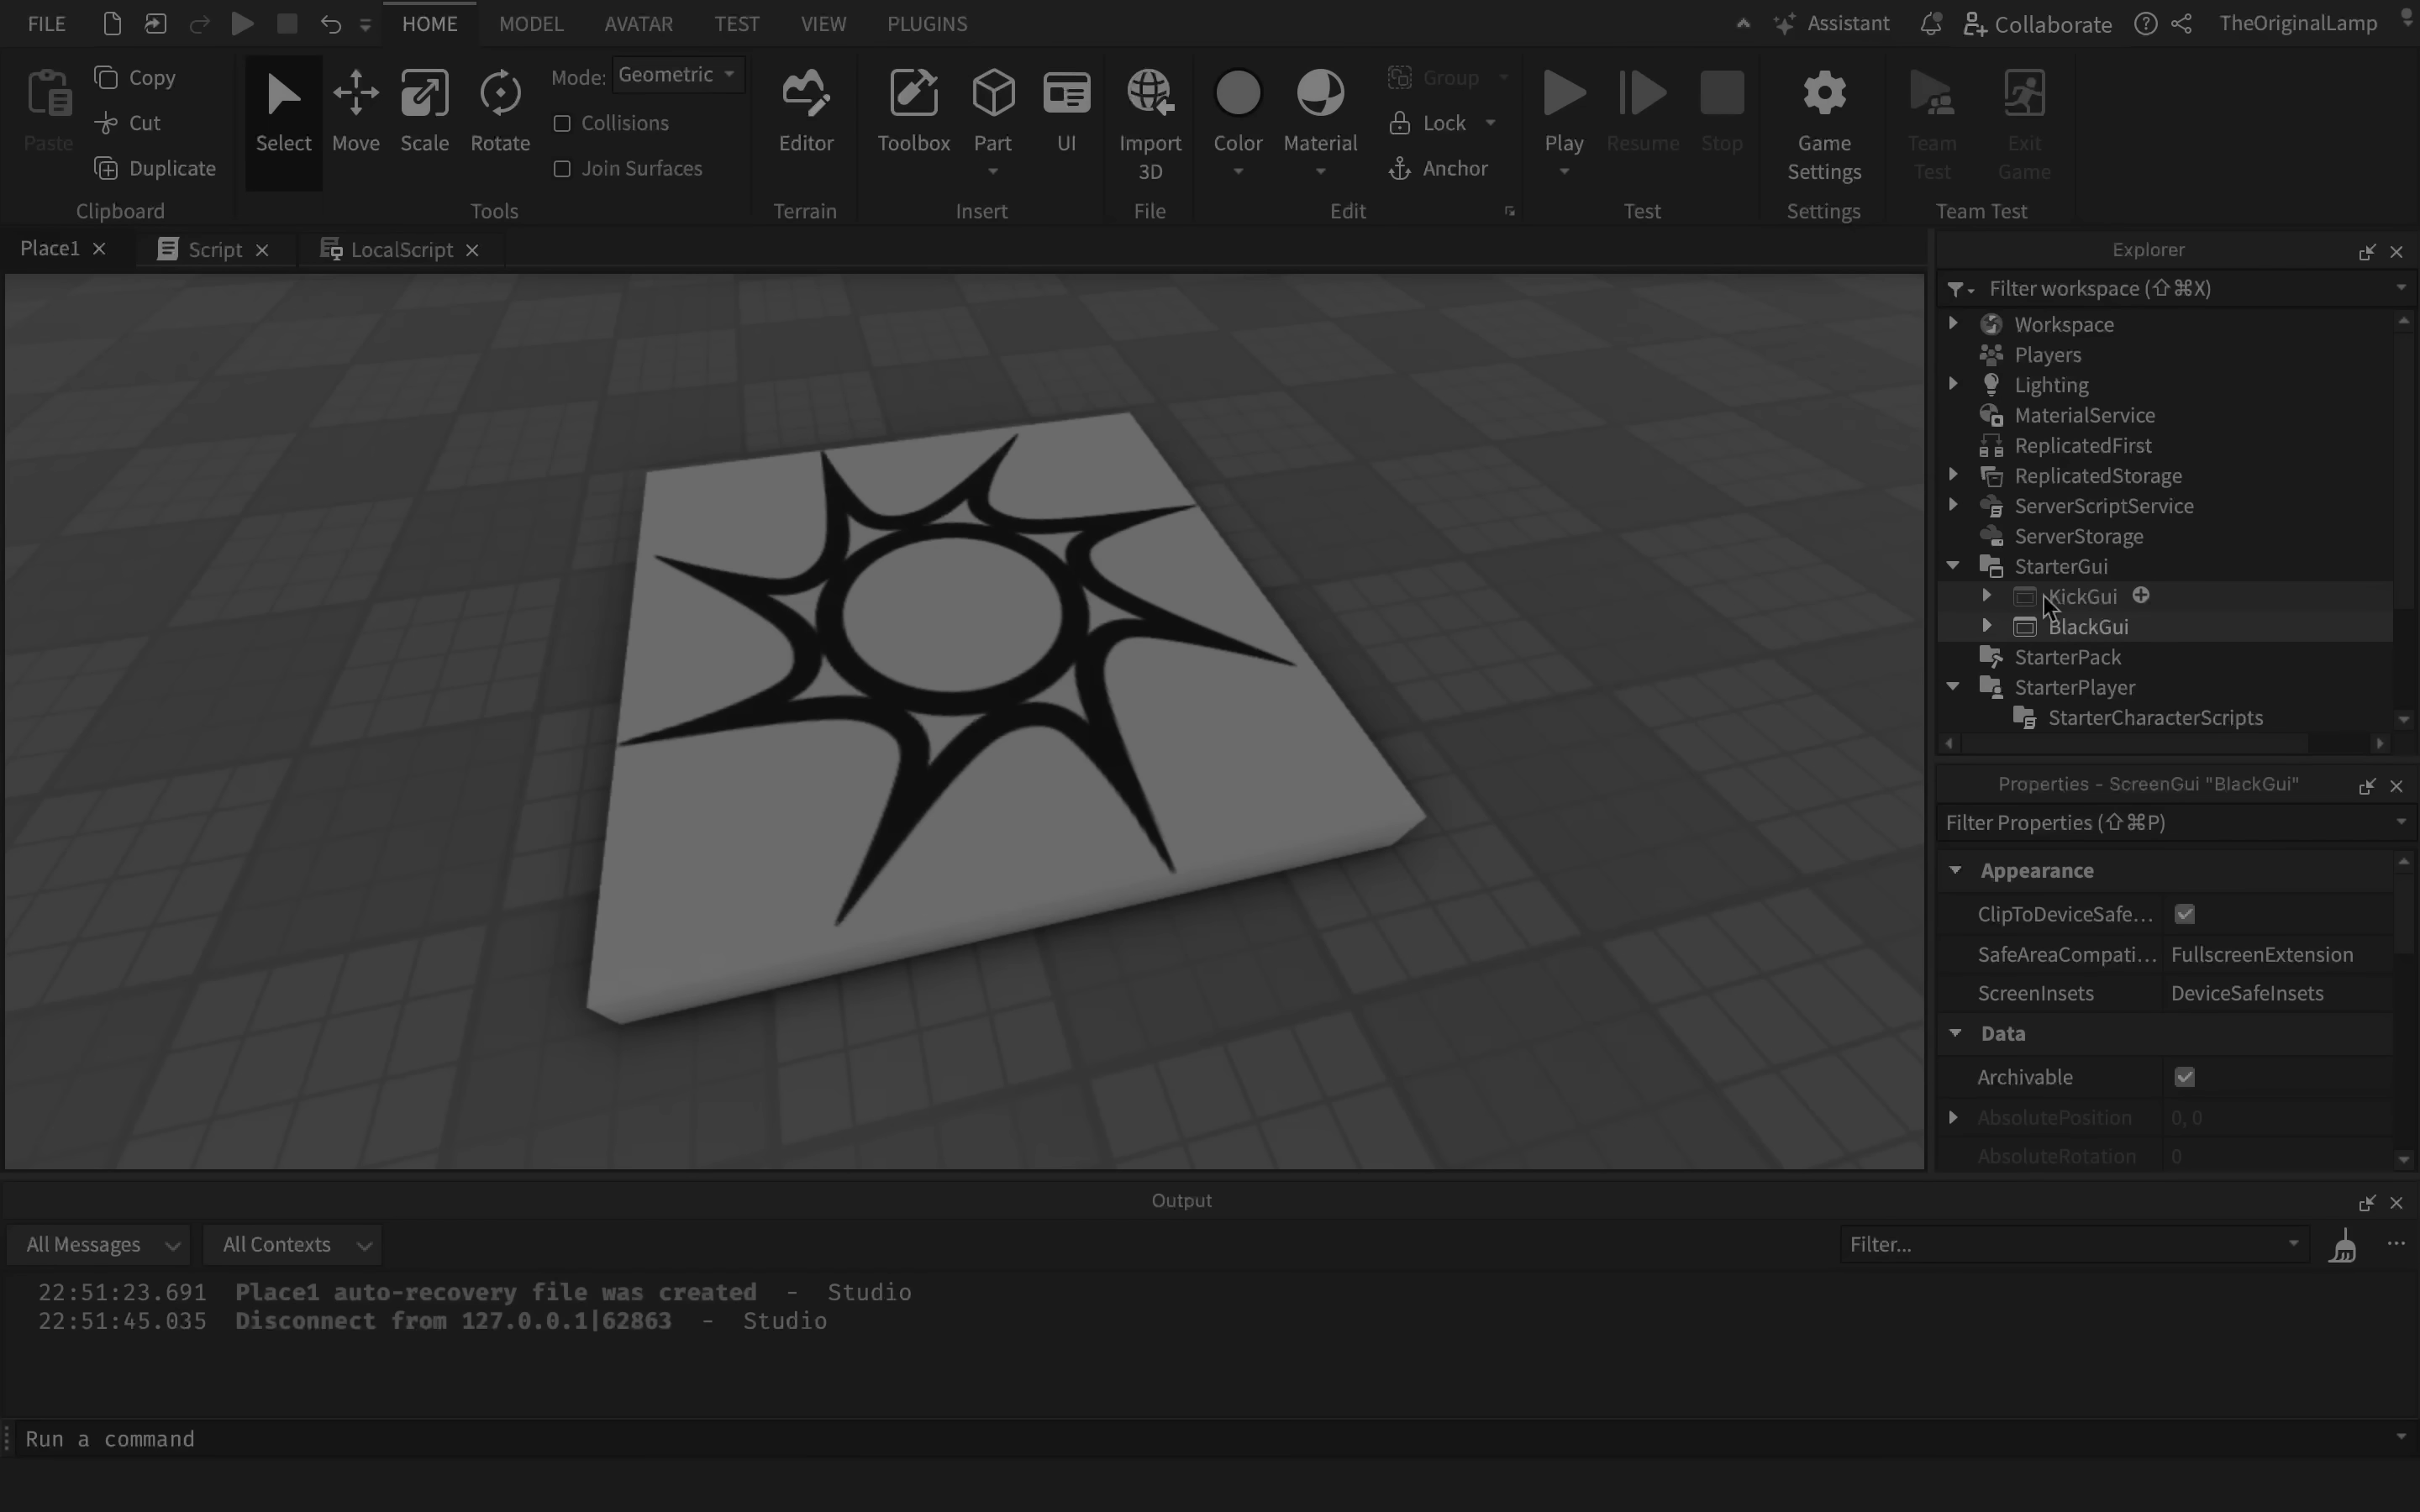 FILE HOME MODEL AVATAR TEST VIEW PLUGINS Assistant Collaborate TheOriginalLamp
Paste
Copy
Cut
Duplicate
Clipboard
Select Move Scale Rotate
Mode: Geometric
Collisions
Join Surfaces
Tools
Editor
Terrain
Toolbox Part UI
Insert
Import
3D
File
Color Material
Group
Lock
Anchor
Edit
Play Resume Stop
Test
Game
Settings
Settings
Team
Test
Exit
Game
Team Test
Place1 Script LocalScript
Explorer
Filter workspace (⇧⌘X)
Workspace
Players
Lighting
MaterialService
ReplicatedFirst
ReplicatedStorage
ServerScriptService
ServerStorage
StarterGui
KickGui
BlackGui
StarterPack
StarterPlayer
StarterCharacterScripts
Properties - ScreenGui "BlackGui"
Filter Properties (⇧⌘P)
Appearance
ClipToDeviceSafe...
SafeAreaCompati... FullscreenExtension
ScreenInsets DeviceSafeInsets
Data
Archivable
AbsolutePosition 0, 0
AbsoluteRotation 0
Output
All Messages All Contexts Filter...
22:51:23.691 Place1 auto-recovery file was created - Studio
22:51:45.035 Disconnect from 127.0.0.1|62863 - Studio
Run a command